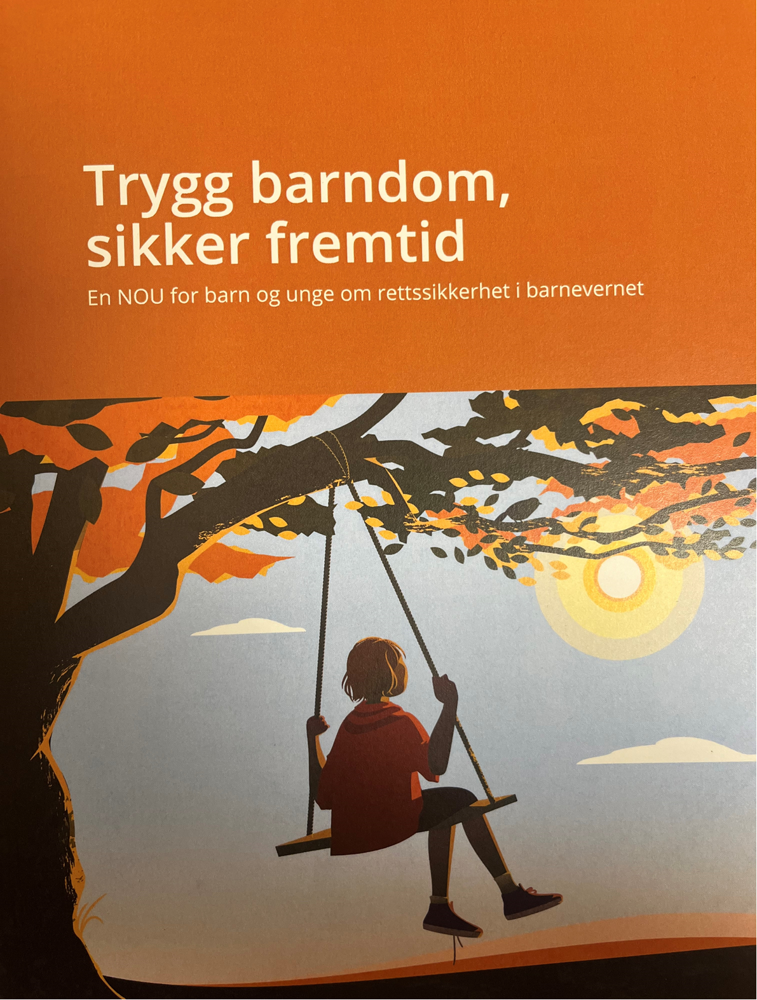 Trygg barndom,
sikker fremtid
En NOU for barn og unge om rettssikkerhet i barnevernet